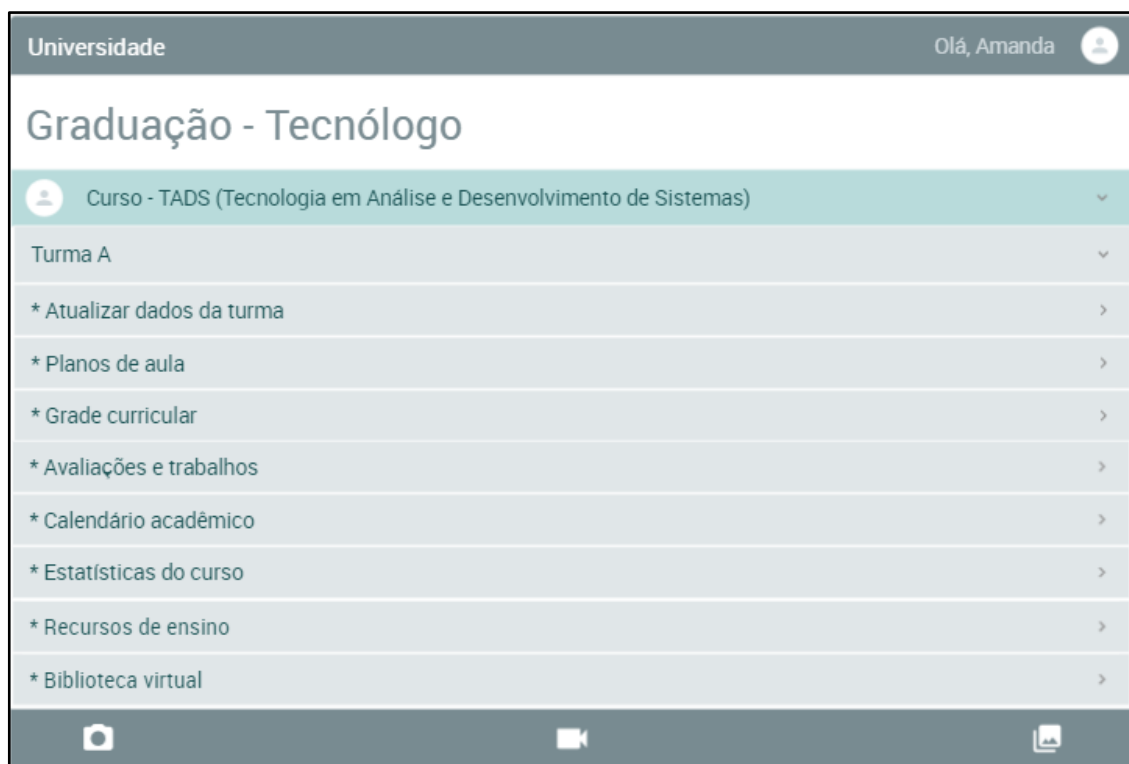 Universidade
Olá, Amanda
Graduação - Tecnólogo
Curso - TADS (Tecnologia em Análise e Desenvolvimento de Sistemas)
Turma A
* Atualizar dados da turma
* Planos de aula
* Grade curricular
* Avaliações e trabalhos
* Calendário acadêmico
* Estatísticas do curso
* Recursos de ensino
* Biblioteca virtual